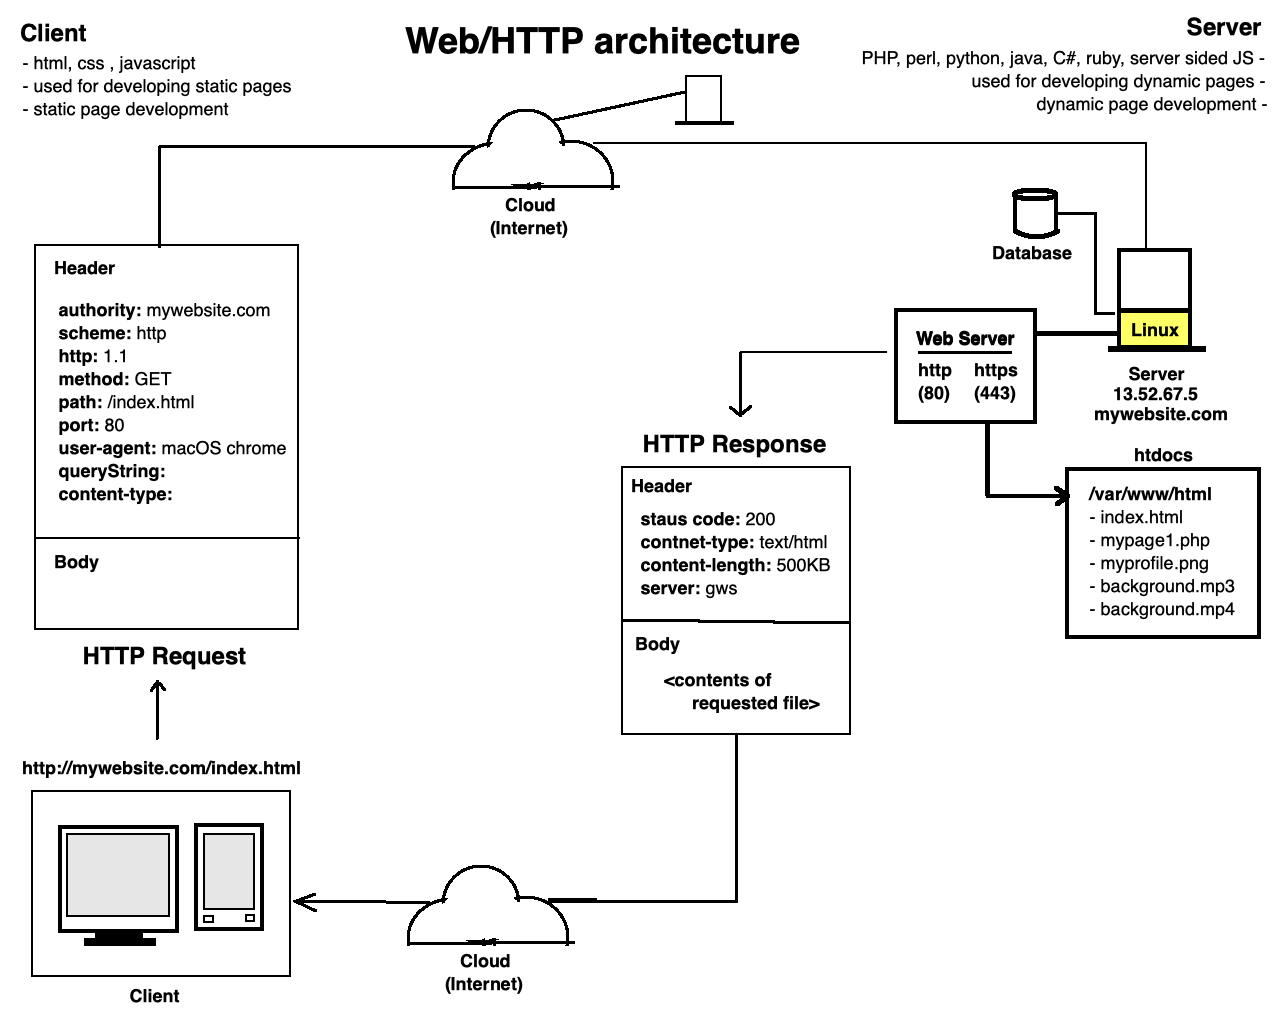 Web/HTTP architecture
Client
- html, css , javascript
- used for developing static pages
- static page development
Server
PHP, perl, python, java, C#, ruby, server sided JS -
used for developing dynamic pages -
dynamic page development -
Cloud
(Internet)
Header
authority: mywebsite.com
scheme: http
http: 1.1
method: GET
path: /index.html
port: 80
user-agent: macOS chrome
queryString:
content-type:
Body
HTTP Request
http://mywebsite.com/index.html
Client
Database
Linux
Server
13.52.67.5
mywebsite.com
Web Server
http https
(80) (443)
htdocs
/var/www/html
- index.html
- mypage1.php
- myprofile.png
- background.mp3
- background.mp4
HTTP Response
Header
staus code: 200
contnet-type: text/html
content-length: 500KB
server: gws
Body
<contents of
requested file>
Cloud
(Internet)